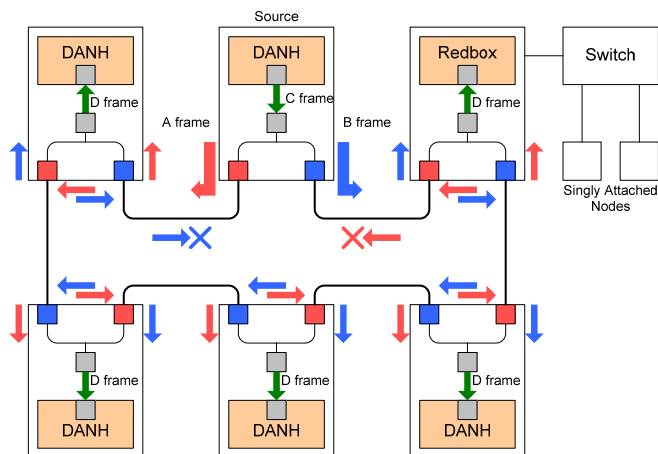 Source
DANH
DANH
Redbox
Switch
D frame
C frame
D frame
A frame
B frame
Singly Attached
Nodes
D frame
D frame
D frame
DANH
DANH
DANH